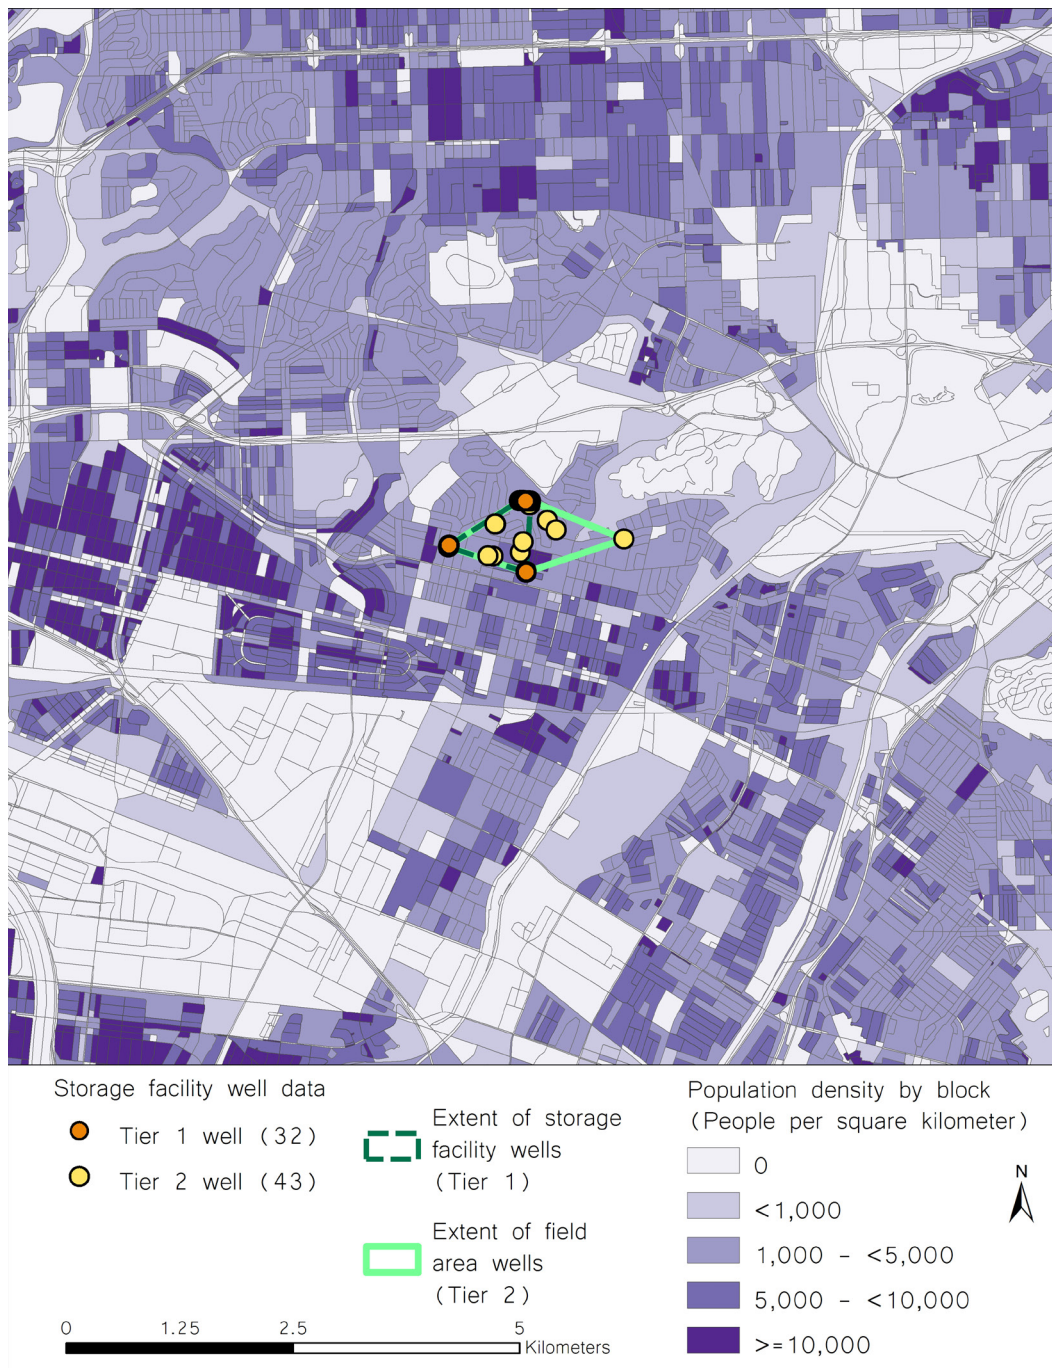 Storage facility well data
Tier 1 well (32)
Tier 2 well (43)
Extent of storage
facility wells
(Tier 1)
Extent of field
area wells
(Tier 2)
0 1.25 2.5 5
Kilometers
Population density by block
(People per square kilometer)
0
<1,000
1,000 - <5,000
5,000 - <10,000
>=10,000
N